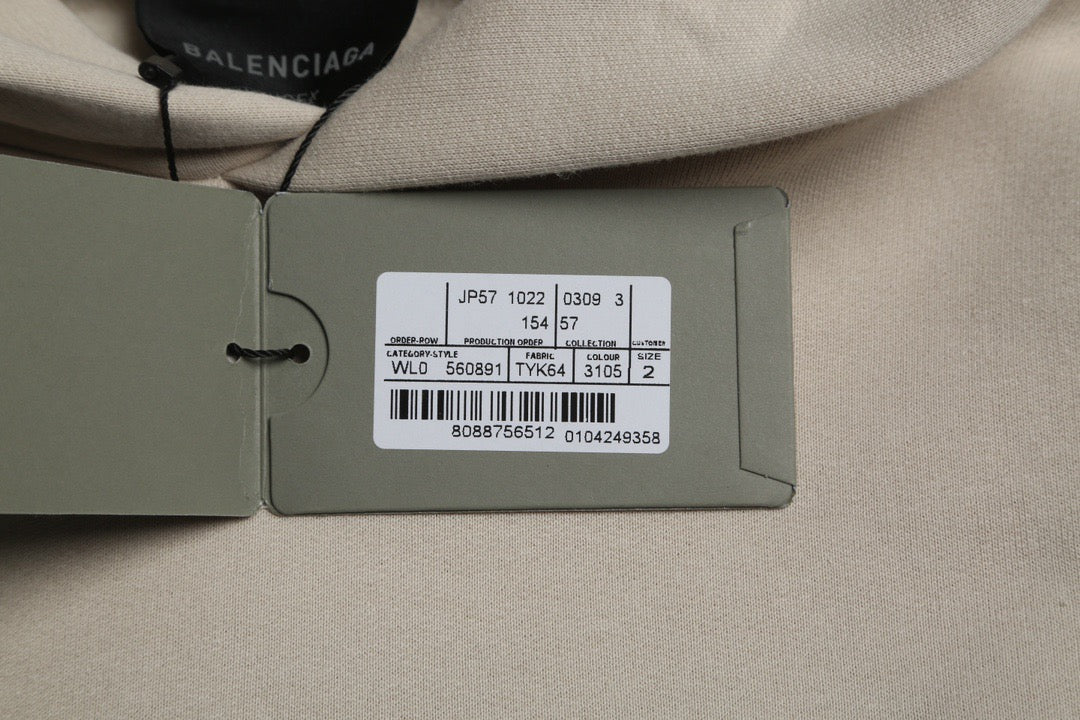 BALENCIAGA
JP57 1022 0309 3
154 57
ORDER-ROW PRODUCTION ORDER COLLECTION CUSTOMER
CATEGORY-STYLE FABRIC COLOUR SIZE
WL0 560891 TYK64 3105 2
8088756512 0104249358